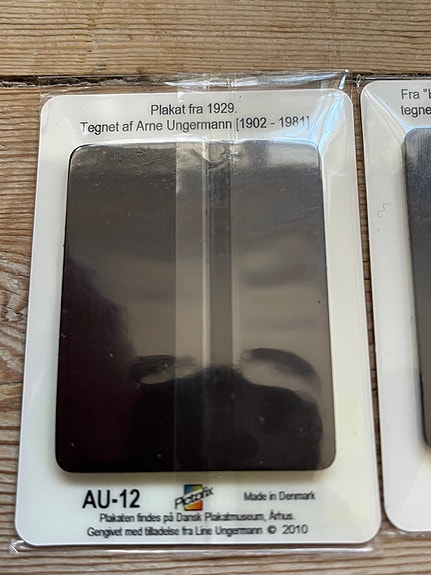 Plakat fra 1929.
Tegnet af Arne Ungermann [1902 - 1981]
AU-12
Pictofix
Made in Denmark
Plakaten findes på Dansk Plakatmuseum, Århus.
Gengivet med tilladelse fra Line Ungermann © 2010
Fra "
tegne